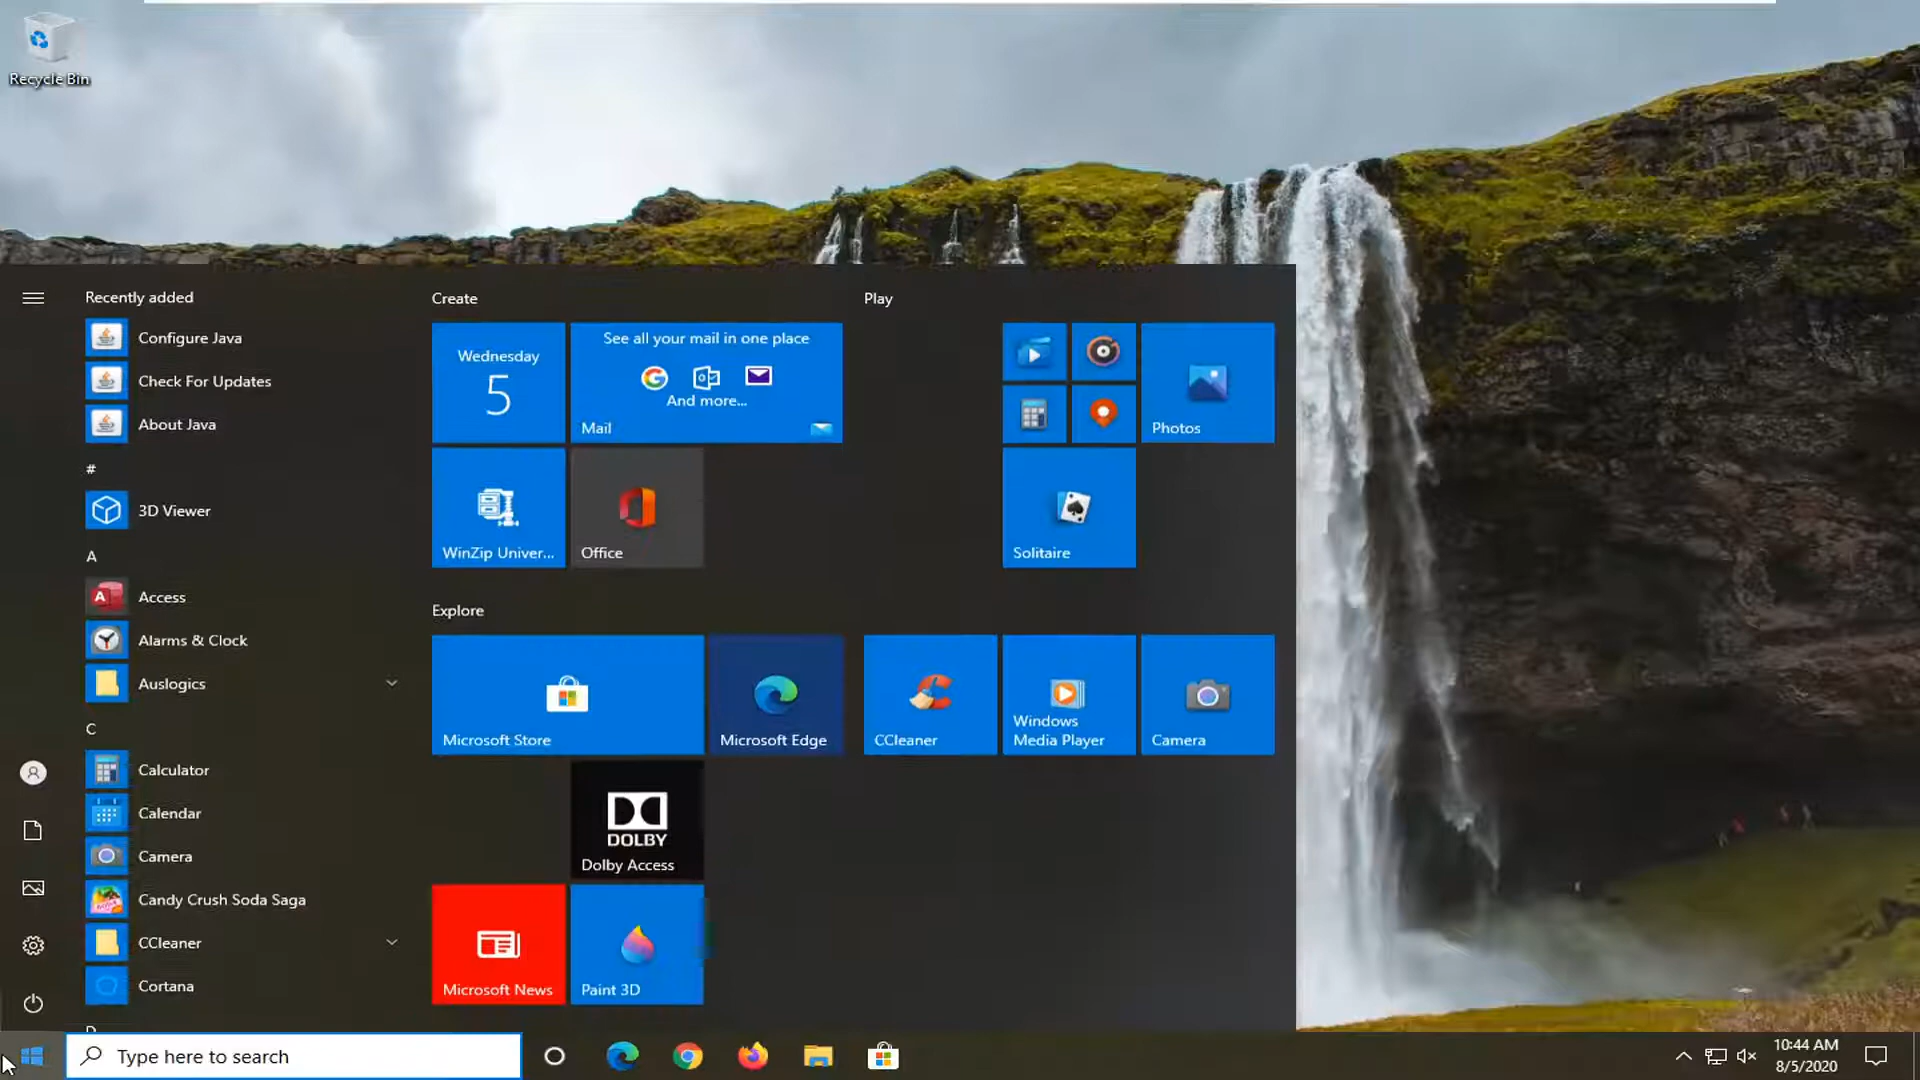 Recycle Bin
Recently added
Configure Java
Check For Updates
About Java
#
3D Viewer
A
Access
Alarms & Clock
Auslogics
C
Calculator
Calendar
Camera
Candy Crush Soda Saga
CCleaner
Cortana
Create
Wednesday
5
See all your mail in one place
And more...
Mail
WinZip Univer...
Office
Explore
Microsoft Store
Microsoft Edge
DOLBY
Dolby Access
Microsoft News
Paint 3D
Play
Photos
Solitaire
CCleaner
Windows
Media Player
Camera
Type here to search
10:44 AM
8/5/2020